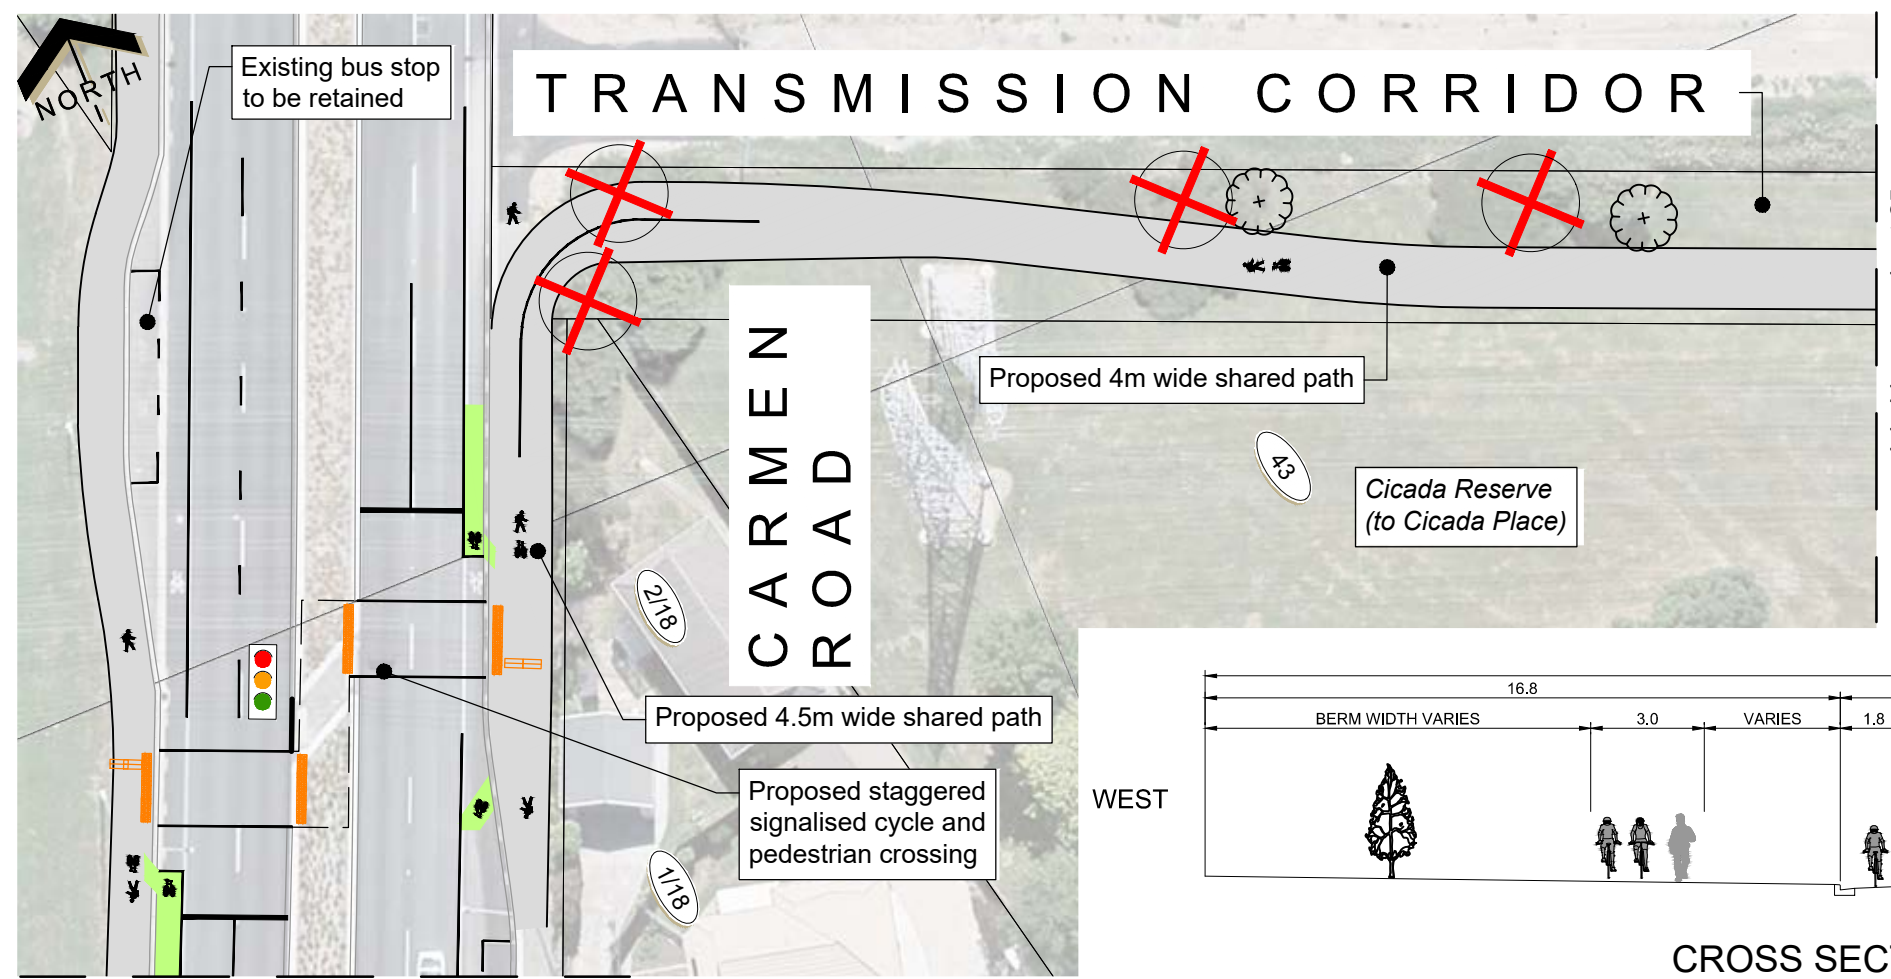 NORTH
Existing bus stop
to be retained
TRANSMISSION CORRIDOR
CARMEN
ROAD
Proposed 4m wide shared path
43
Cicada Reserve
(to Cicada Place)
2/18
Proposed 4.5m wide shared path
Proposed staggered
signalised cycle and
pedestrian crossing
1/18
16.8
BERM WIDTH VARIES
3.0
VARIES
1.8
WEST
CROSS SEC